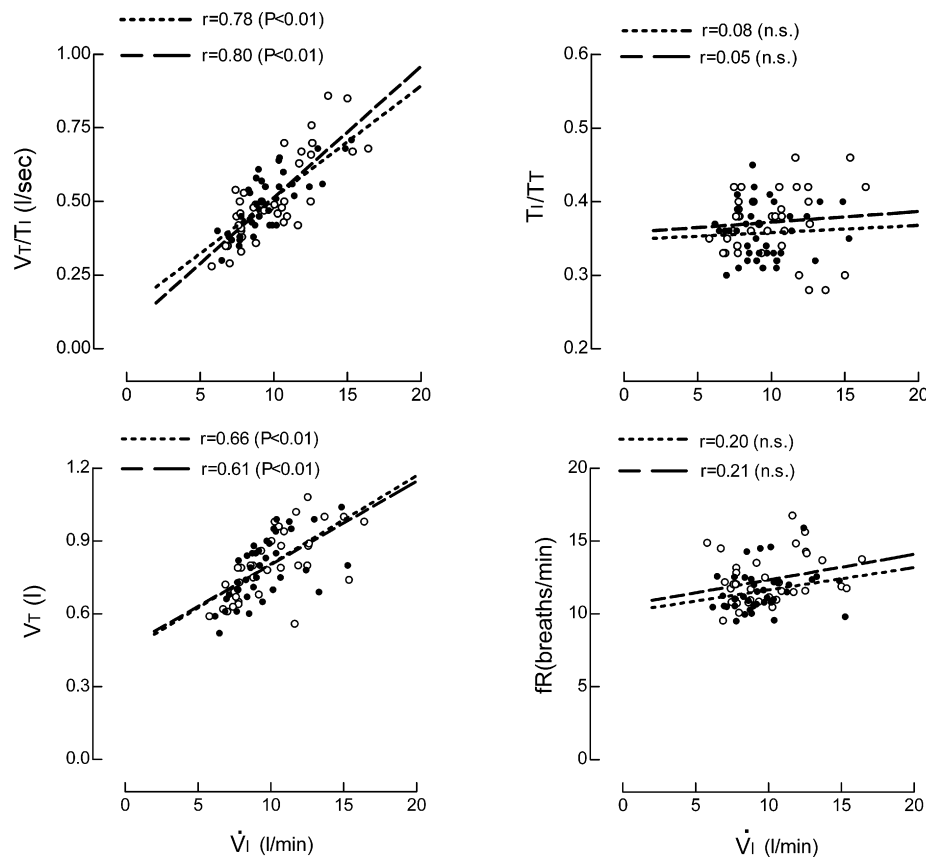 r=0.78 (P<0.01)
r=0.80 (P<0.01)
1.00
0.75
0.50
0.25
0.00
VT/TI (l/sec)
0 5 10 15 20
r=0.08 (n.s.)
r=0.05 (n.s.)
0.6
0.5
0.4
0.3
0.2
TI/TT
0 5 10 15 20
r=0.66 (P<0.01)
r=0.61 (P<0.01)
1.2
0.9
0.6
0.3
0.0
VT (l)
0 5 10 15 20
V̇I (l/min)
r=0.20 (n.s.)
r=0.21 (n.s.)
20
15
10
5
0
fR(breaths/min)
0 5 10 15 20
V̇I (l/min)